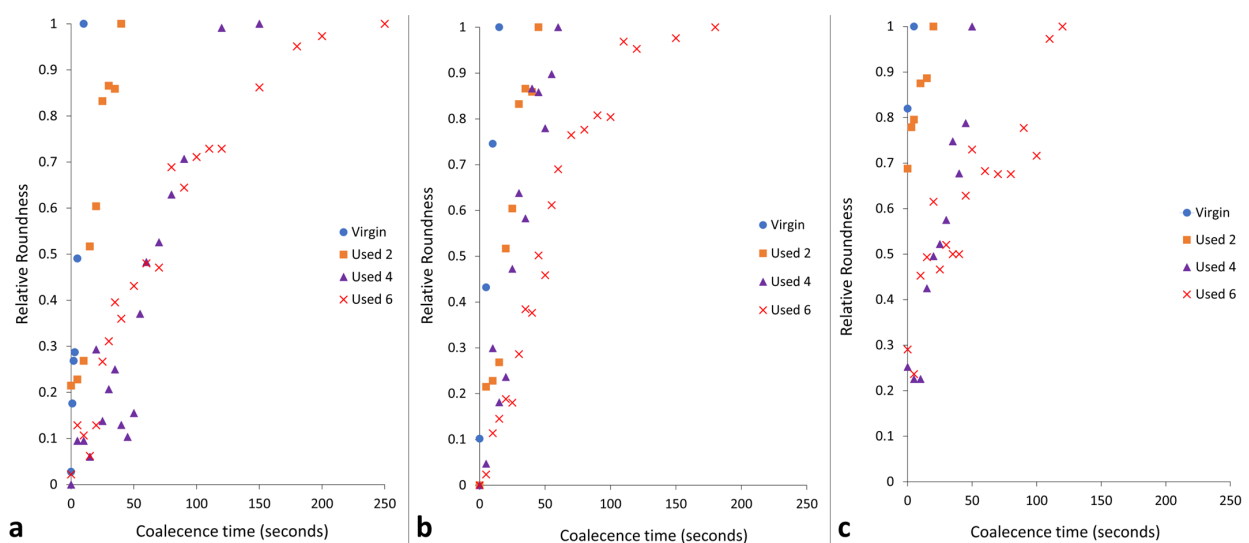 1
0.9
0.8
0.7
0.6
0.5
0.4
0.3
0.2
0.1
0
Relative Roundness
0 50 100 150 200 250
Coalecence time (seconds)
Virgin
Used 2
Used 4
Used 6
a
1
0.9
0.8
0.7
0.6
0.5
0.4
0.3
0.2
0.1
0
Relative Roundness
0 50 100 150 200 250
Coalecence time (seconds)
Virgin
Used 2
Used 4
Used 6
b
1
0.9
0.8
0.7
0.6
0.5
0.4
0.3
0.2
0.1
0
Relative Roundness
0 50 100 150 200 250
Coalecence time (seconds)
Virgin
Used 2
Used 4
Used 6
c